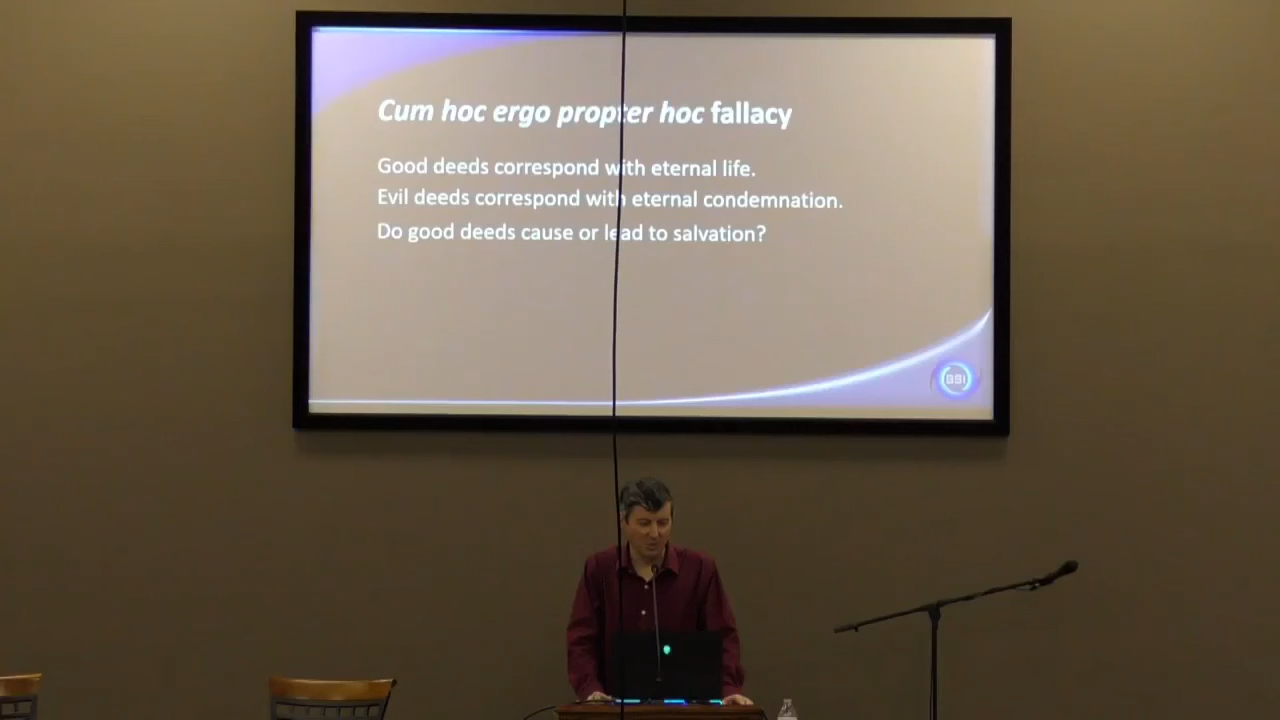 Cum hoc ergo propter hoc fallacy
Good deeds correspond with eternal life.
Evil deeds correspond with eternal condemnation.
Do good deeds cause or lead to salvation?